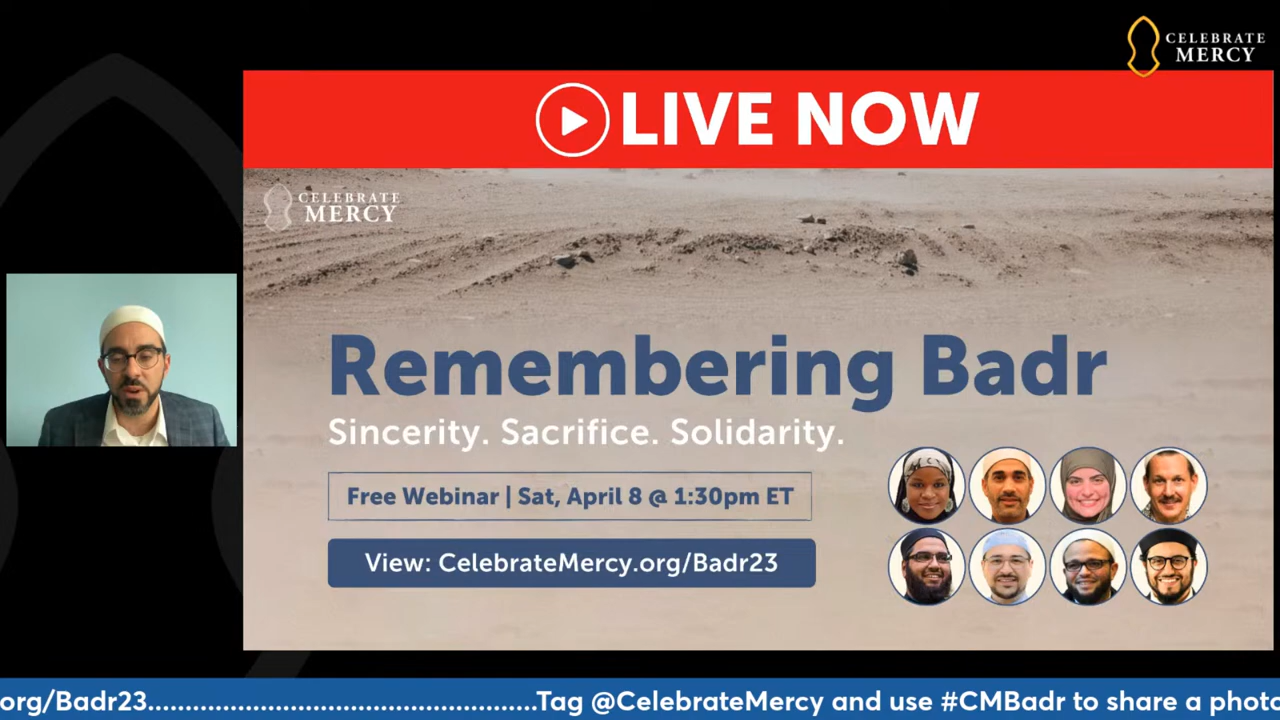 CELEBRATE
MERCY
LIVE NOW
CELEBRATE
MERCY
Remembering Badr
Sincerity. Sacrifice. Solidarity.
Free Webinar | Sat, April 8 @ 1:30pm ET
View: CelebrateMercy.org/Badr23
org/Badr23.......................................................Tag @CelebrateMercy and use #CMBadr to share a photo